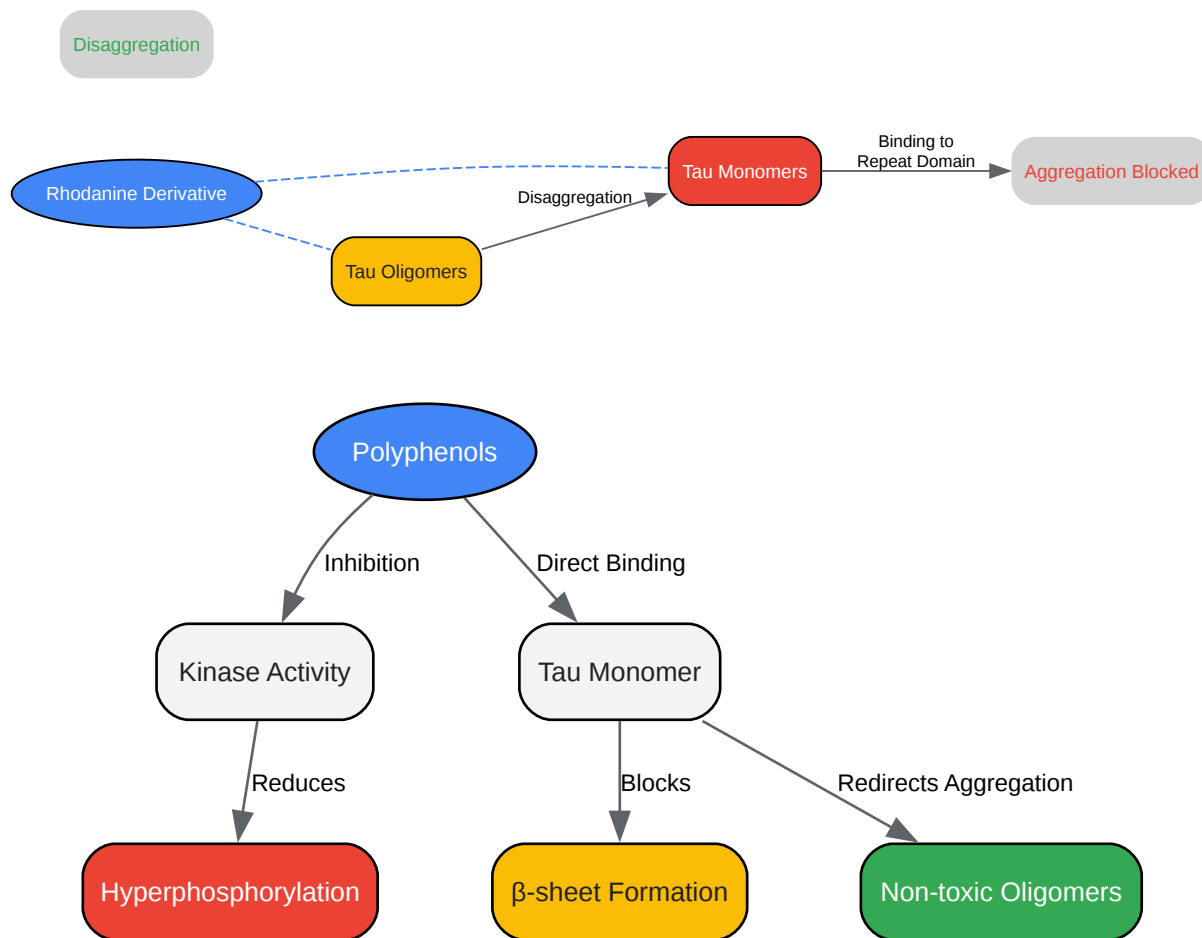 Disaggregation
Binding to
Repeat Domain
Rhodanine Derivative
Disaggregation
Tau Monomers
Aggregation Blocked
Tau Oligomers
Polyphenols
Inhibition
Direct Binding
Kinase Activity
Tau Monomer
Reduces
Blocks
Redirects Aggregation
Hyperphosphorylation
β-sheet Formation
Non-toxic Oligomers